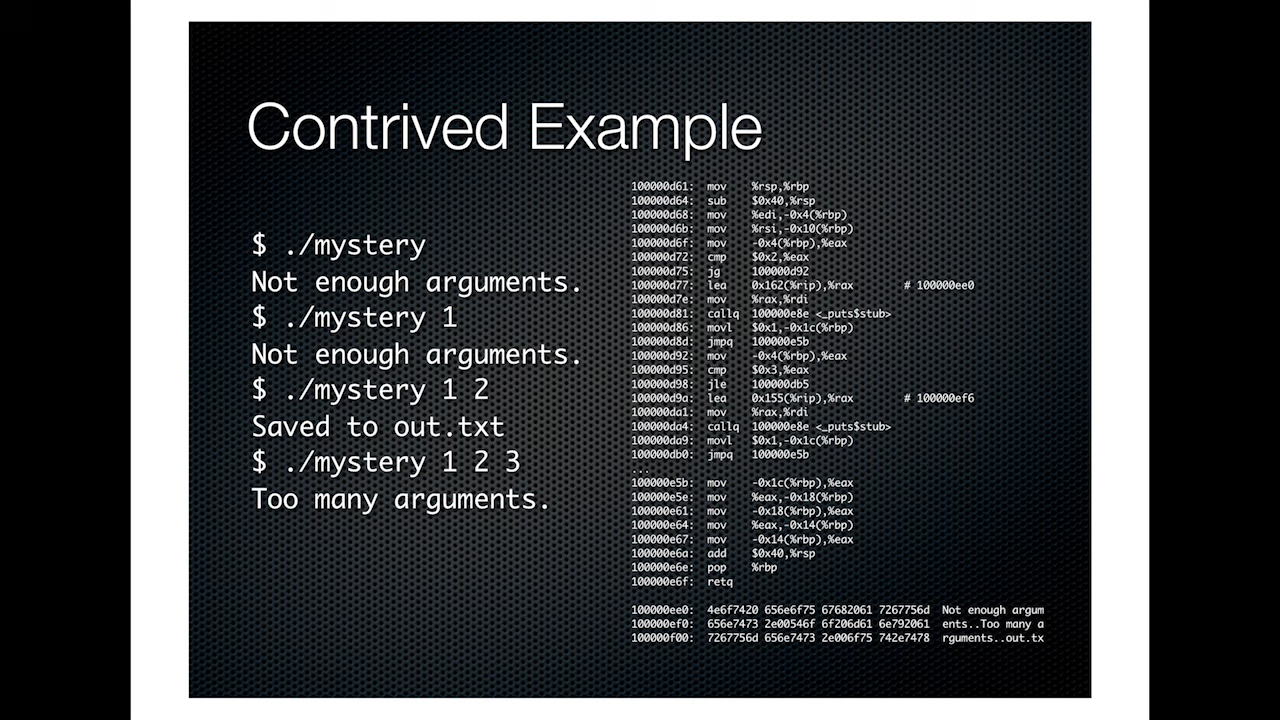 Contrived Example
$ ./mystery
Not enough arguments.
$ ./mystery 1
Not enough arguments.
$ ./mystery 1 2
Saved to out.txt
$ ./mystery 1 2 3
Too many arguments.
100000d61: mov %rsp,%rbp
100000d64: sub $0x40,%rsp
100000d68: mov %edi,-0x4(%rbp)
100000d6b: mov %rsi,-0x10(%rbp)
100000d6f: mov -0x4(%rbp),%eax
100000d72: cmp $0x2,%eax
100000d75: jg 100000d92
100000d77: lea 0x162(%rip),%rax # 100000ee0
100000d7e: mov %rax,%rdi
100000d81: callq 100000e8e <_puts$stub>
100000d86: movl $0x1,-0x1c(%rbp)
100000d8d: jmpq 100000e5b
100000d92: mov -0x4(%rbp),%eax
100000d95: cmp $0x3,%eax
100000d98: jle 100000db5
100000d9a: lea 0x155(%rip),%rax # 100000ef6
100000da1: mov %rax,%rdi
100000da4: callq 100000e8e <_puts$stub>
100000da9: movl $0x1,-0x1c(%rbp)
100000db0: jmpq 100000e5b
...
100000e5b: mov -0x1c(%rbp),%eax
100000e5e: mov %eax,-0x18(%rbp)
100000e61: mov -0x18(%rbp),%eax
100000e64: mov %eax,-0x14(%rbp)
100000e67: mov -0x14(%rbp),%eax
100000e6a: add $0x40,%rsp
100000e6e: pop %rbp
100000e6f: retq
100000ee0: 4e6f7420 656e6f75 67682061 7267756d Not enough argum
100000ef0: 656e7473 2e00546f 6f206d61 6e792061 ents..Too many a
100000f00: 7267756d 656e7473 2e006f75 742e7478 rguments..out.tx